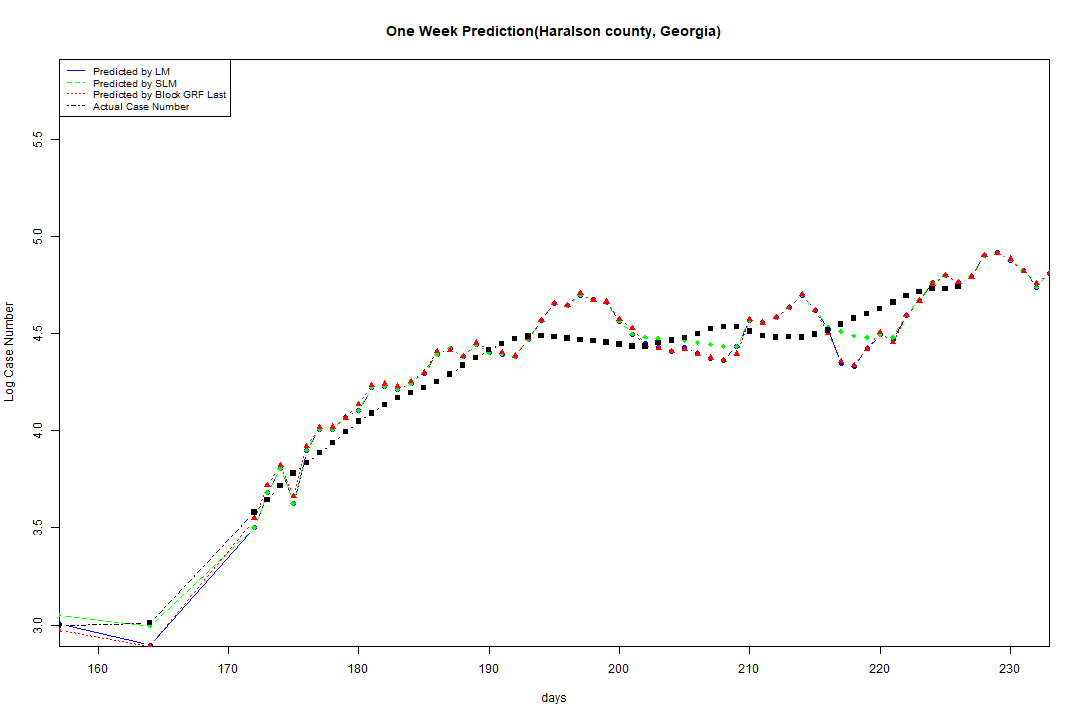 One Week Prediction(Haralson county, Georgia)
Predicted by LM
Predicted by SLM
Predicted by Block GRF Last
Actual Case Number
Log Case Number
5.5
5.0
4.5
4.0
3.5
3.0
160 170 180 190 200 210 220 230
days